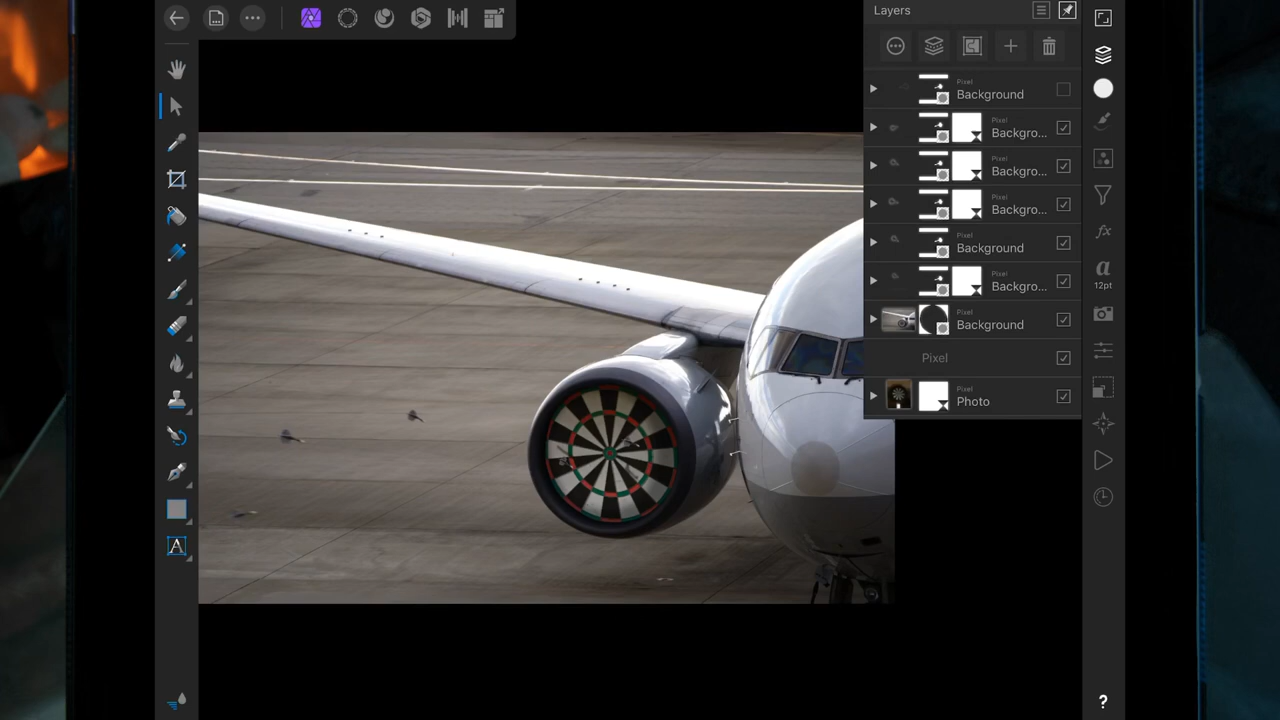 Layers
Pixel
Background
Pixel
Backgro...
Pixel
Backgro...
Pixel
Backgro...
Pixel
Background
Pixel
Backgro...
Pixel
Background
Pixel
Pixel
Photo
a
12pt
fx
A
?